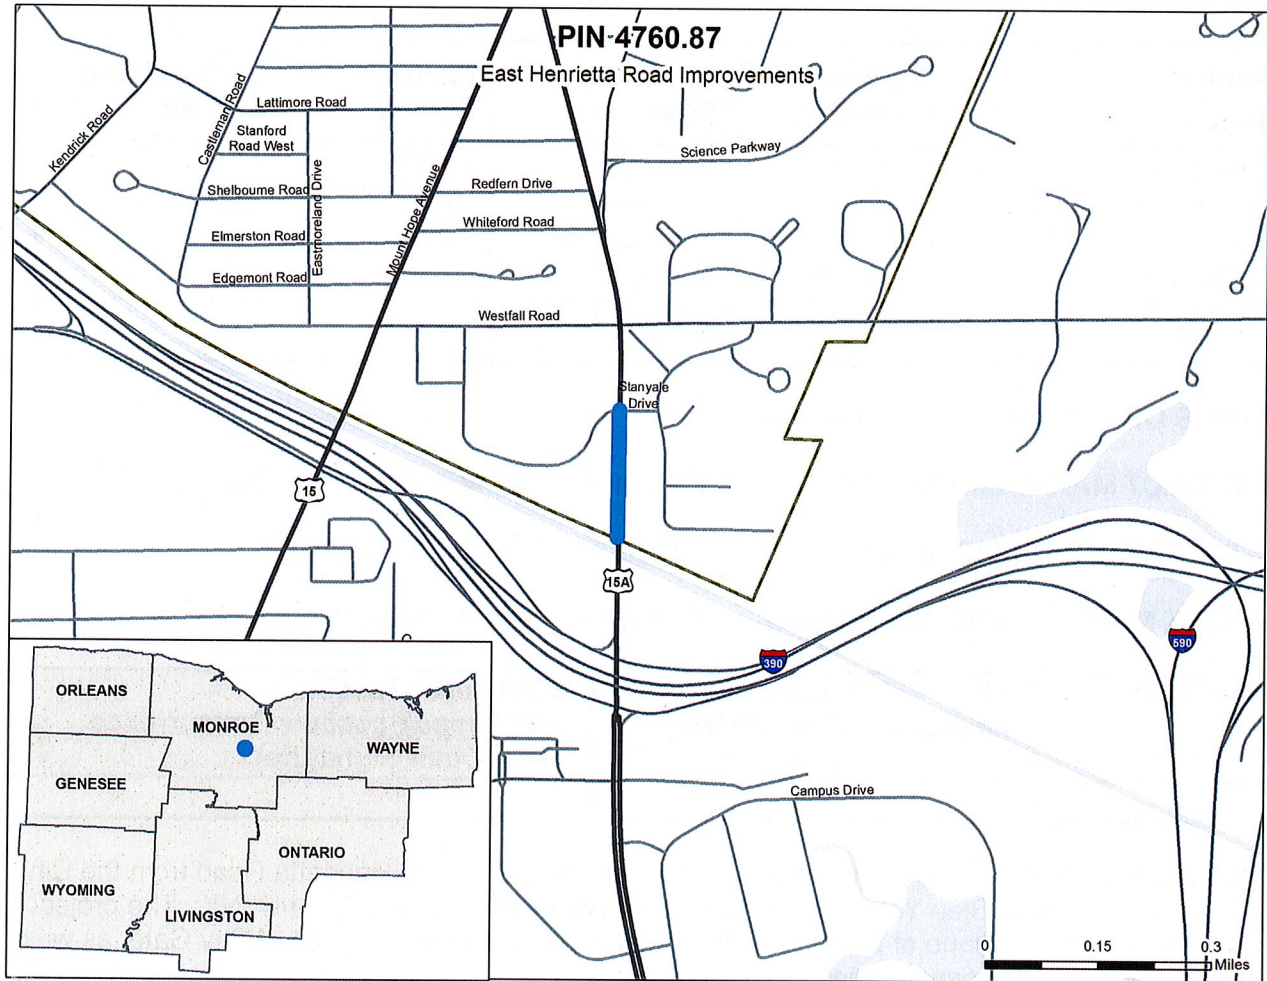 PIN 4760.87
East Henrietta Road Improvements
Kendrick Road
Castleman Road
Lattimore Road
Stanford
Road West
Eastmoreland Drive
Shelbourne Road
Elmerston Road
Edgemont Road
Mount Hope Avenue
Redfern Drive
Whiteford Road
Science Parkway
Westfall Road
Stanyale
Drive
15
15A
390
590
Campus Drive
ORLEANS
MONROE
WAYNE
GENESEE
ONTARIO
WYOMING
LIVINGSTON
0 0.15 0.3
Miles